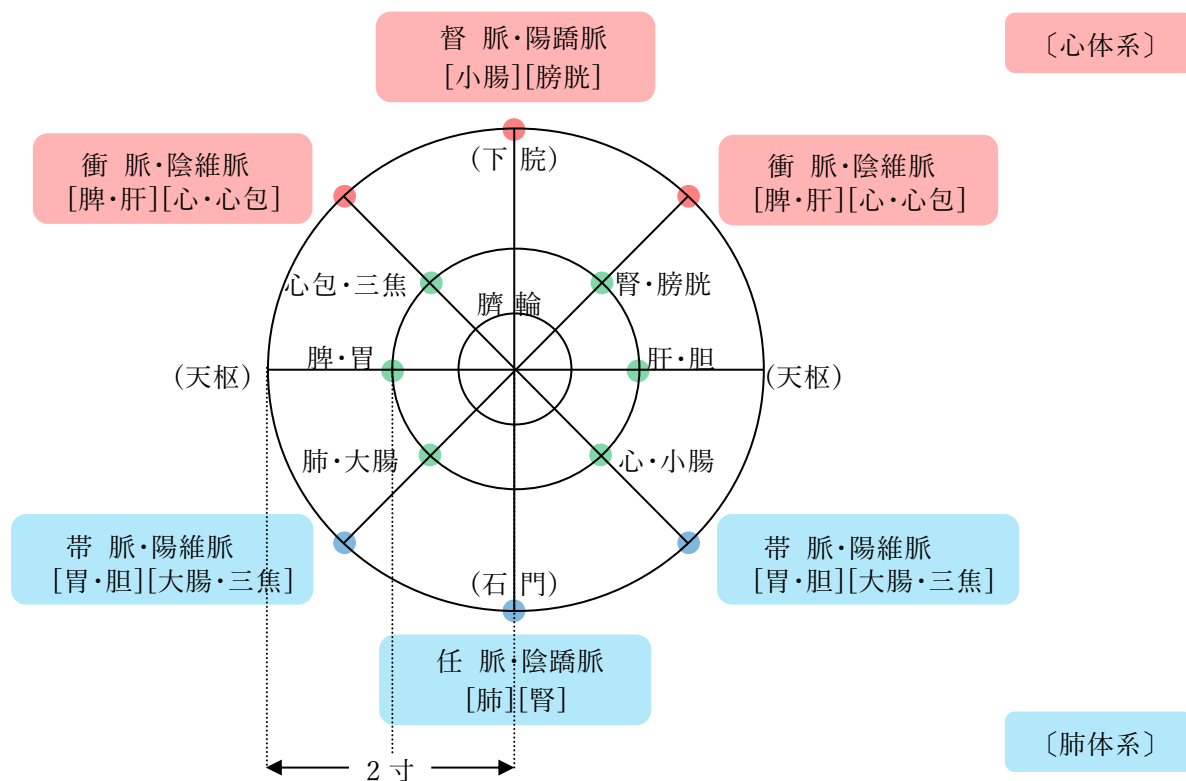 督 脈・陽蹻脈
[小腸][膀胱]
〔心体系〕
衝 脈・陰維脈
[脾・肝][心・心包]
(下 脘)
衝 脈・陰維脈
[脾・肝][心・心包]
心包・三焦
腎・膀胱
臍 輪
脾・胃
肝・胆
(天枢)
(天枢)
肺・大腸
心・小腸
帯 脈・陽維脈
[胃・胆][大腸・三焦]
(石 門)
帯 脈・陽維脈
[胃・胆][大腸・三焦]
任 脈・陰蹻脈
[肺][腎]
〔肺体系〕
2 寸